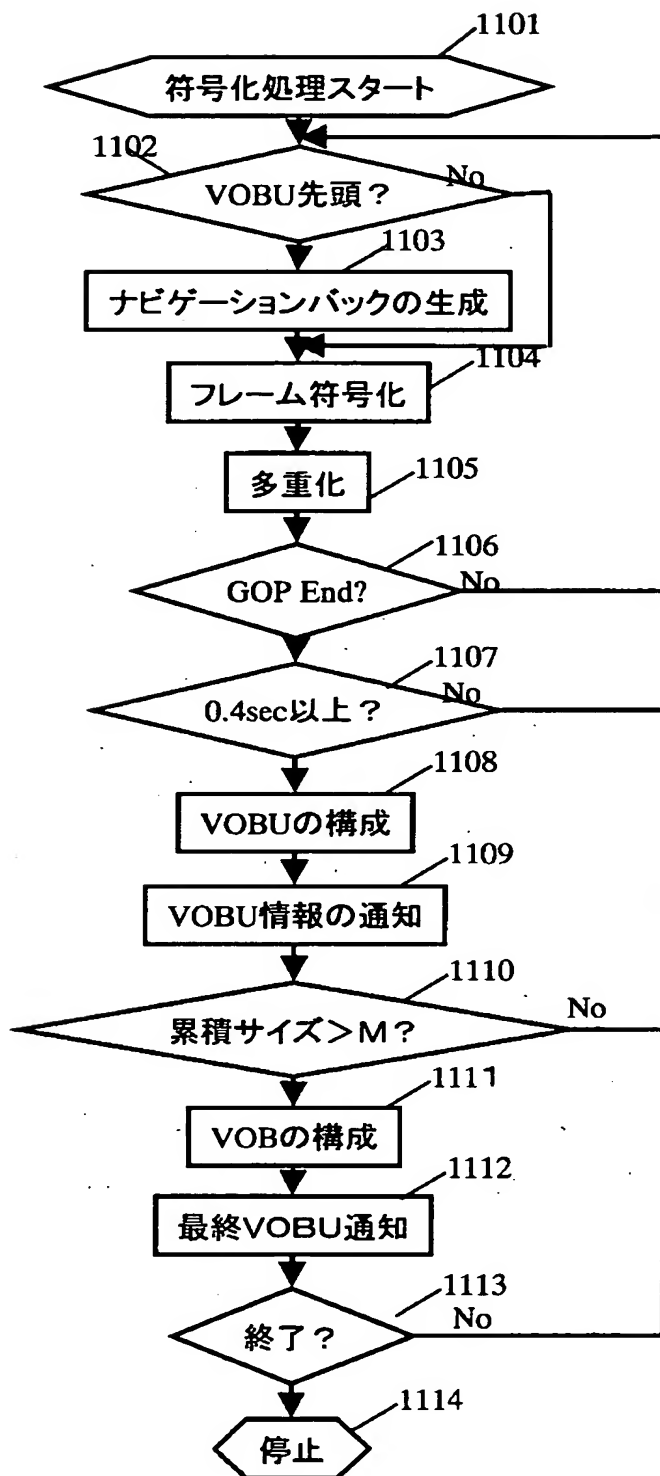 1101
符号化処理スタート
1102
VOBU先頭？
No
1103
ナビゲーションバックの生成
1104
フレーム符号化
多重化
1105
1106
GOP End?
No
1107
0.4sec以上？
No
1108
VOBUの構成
1109
VOBU情報の通知
1110
累積サイズ＞M？
No
1111
VOBの構成
1112
最終VOBU通知
1113
終了？
No
1114
停止